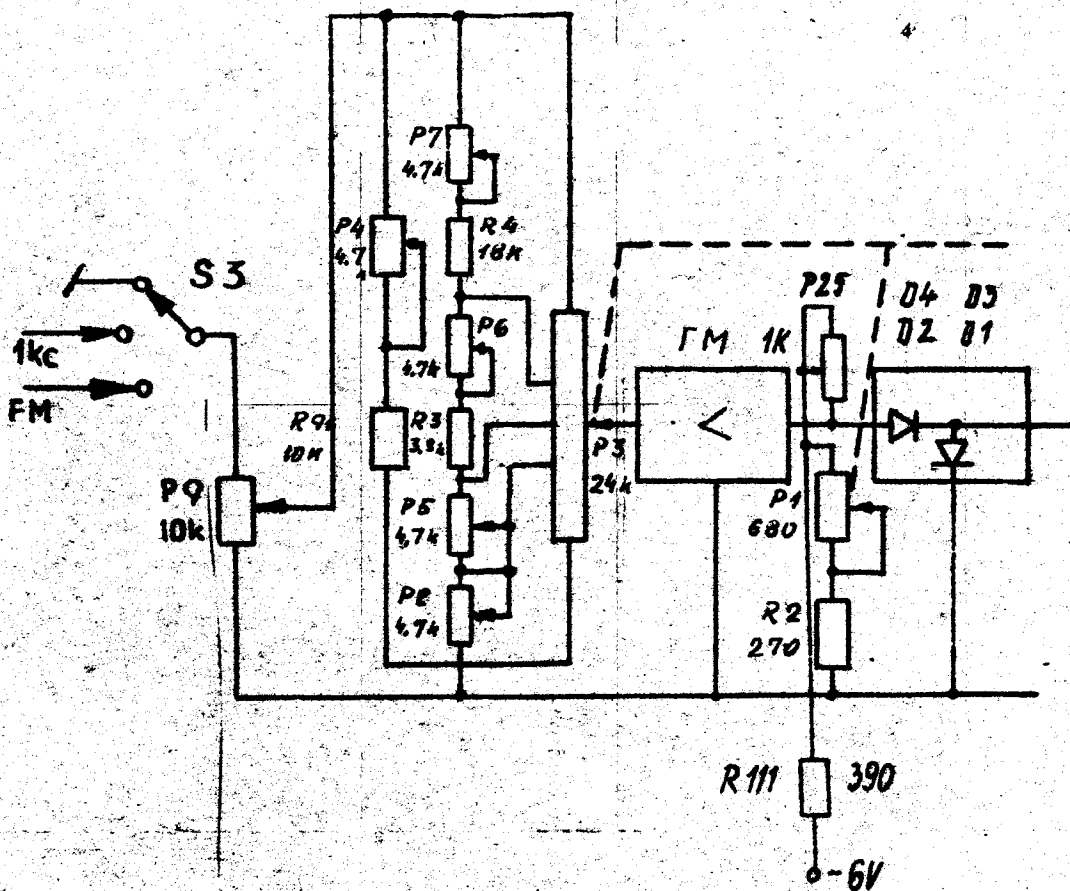 4
P7
4.7k
P4
4.7
R4
18k
S3
P6
4.7k
P25
D4 D3
D2 D1
1kc
ГМ
1K
<
FM
R3
10k
P3
24k
P9
10k
P5
4,7k
P1
680
4.7k
R2
270
R111
390
-6V